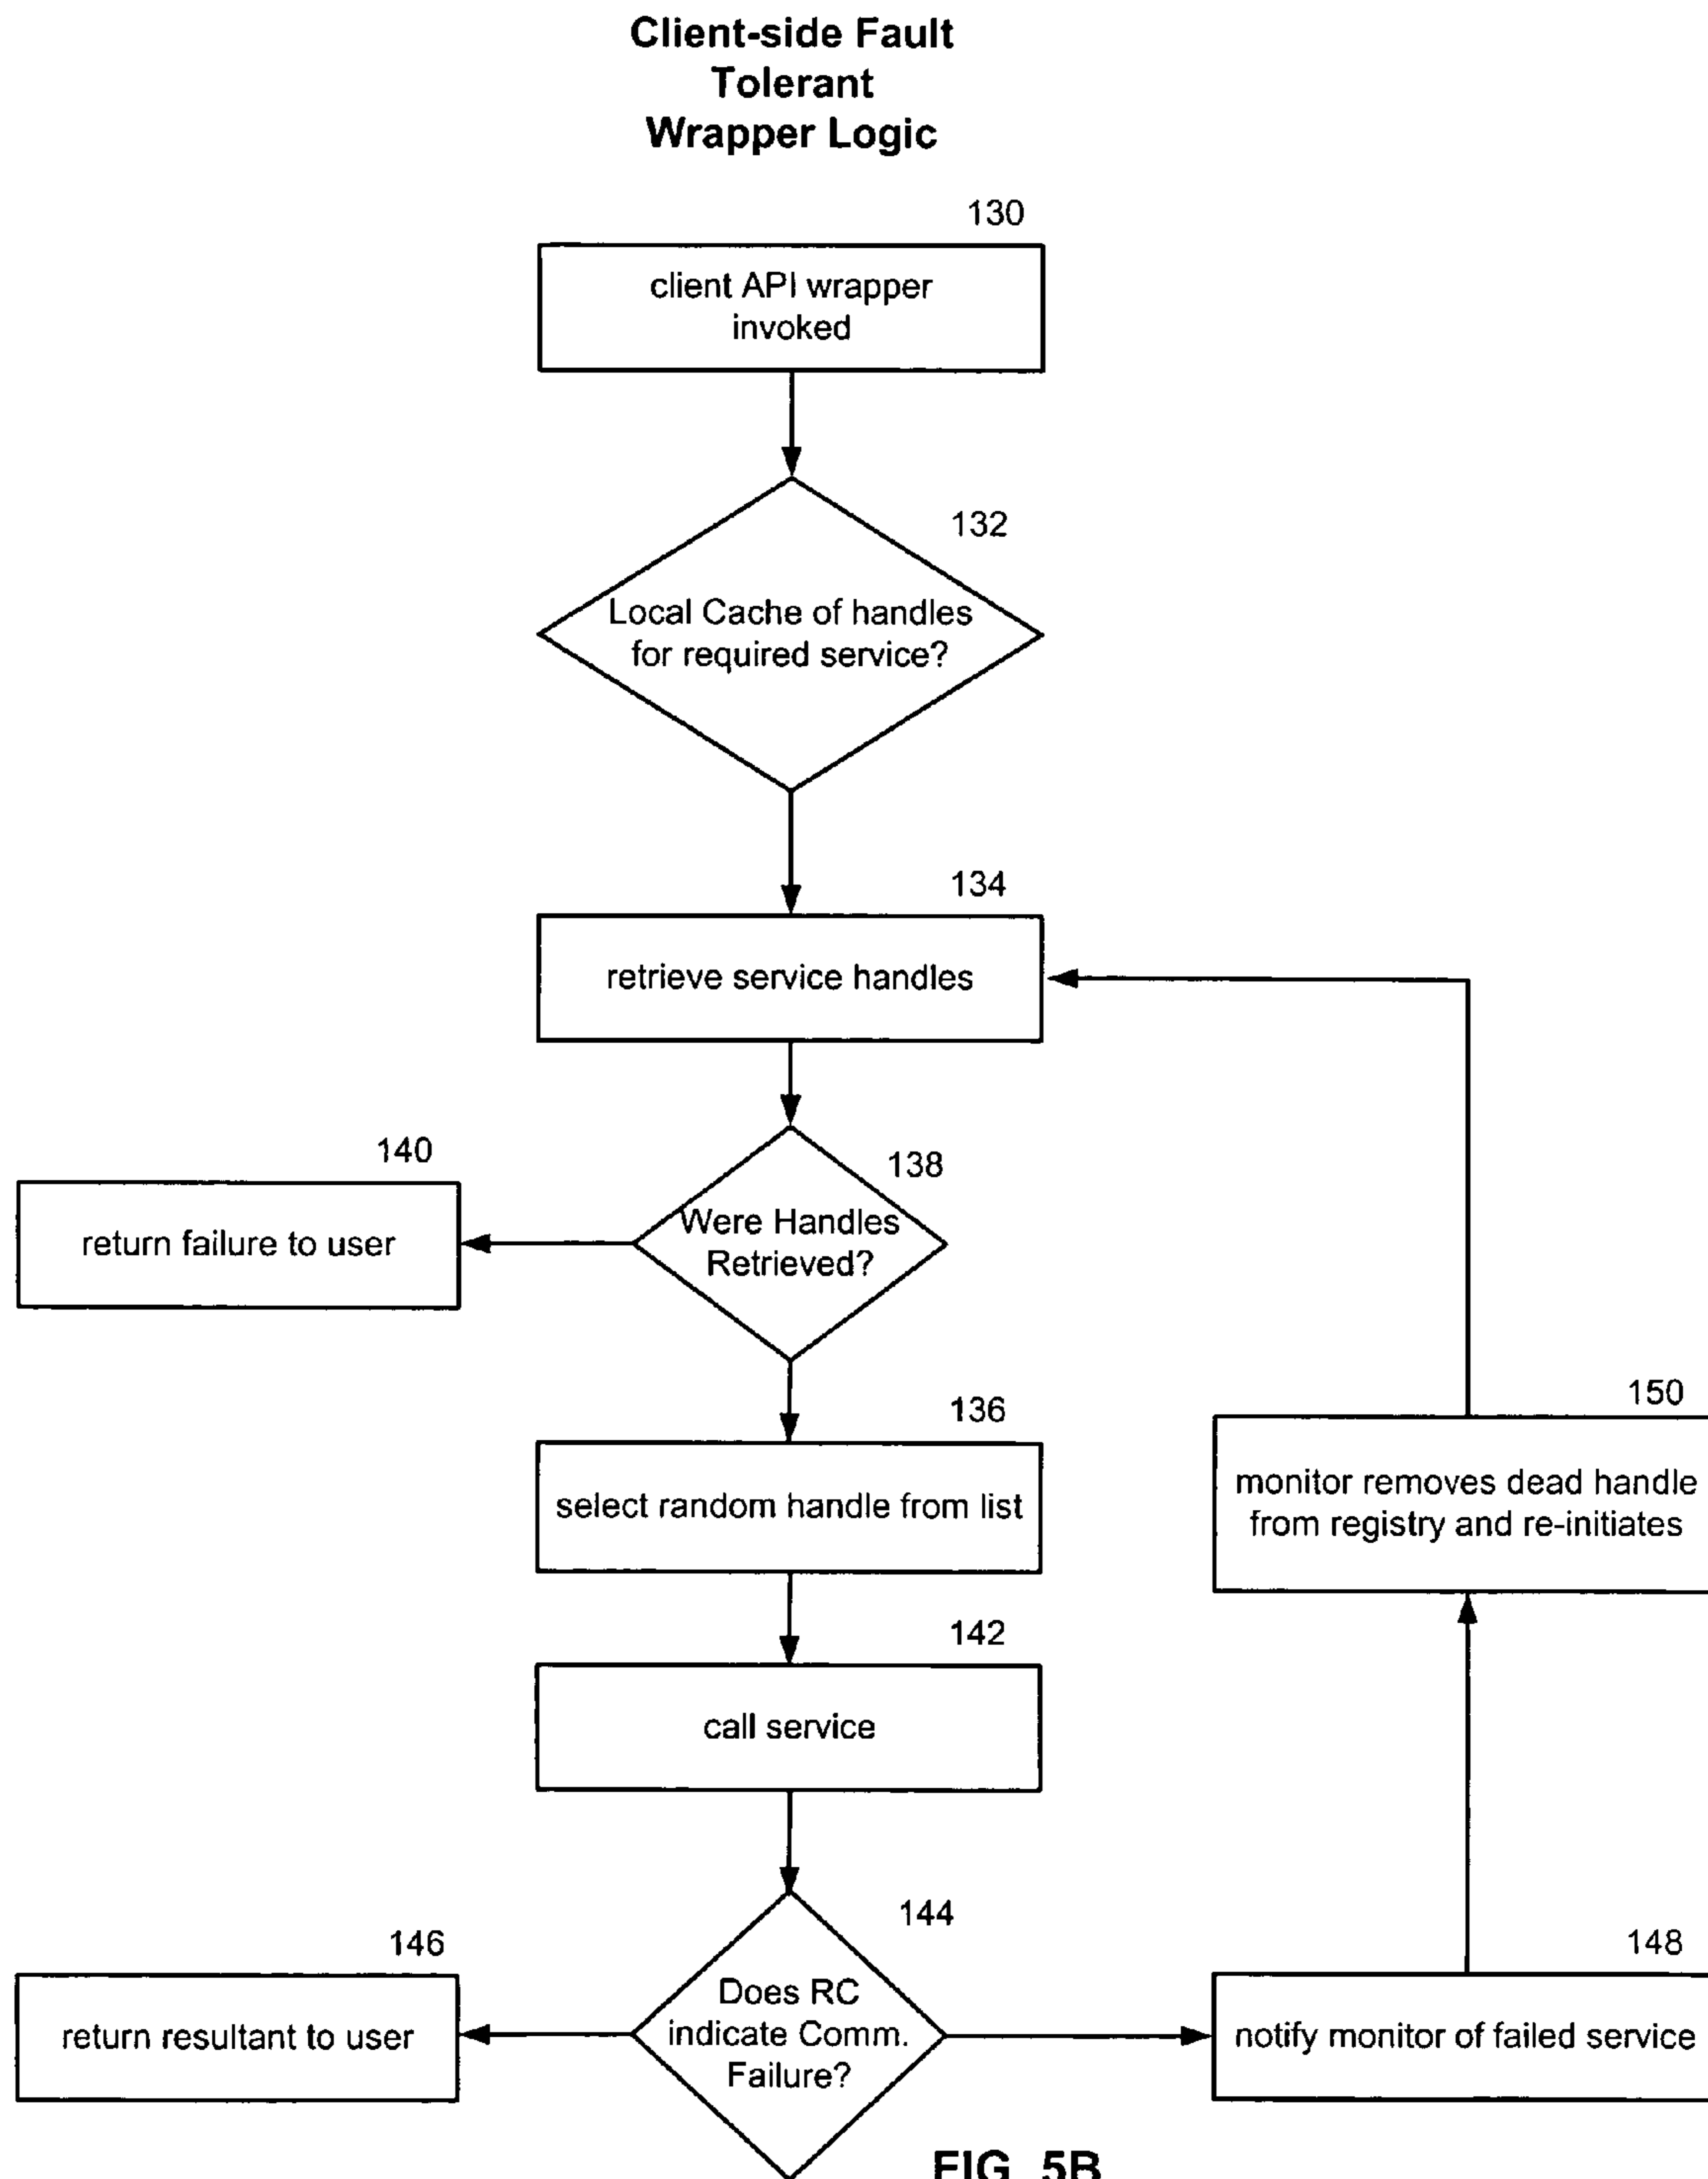 Client-side Fault
Tolerant
Wrapper Logic
130
client API wrapper
invoked
132
Local Cache of handles
for required service?
134
retrieve service handles
140
return failure to user
138
Were Handles
Retrieved?
136
select random handle from list
150
monitor removes dead handle
from registry and re-initiates
142
call service
144
Does RC
indicate Comm.
Failure?
146
return resultant to user
148
notify monitor of failed service
FIG. 5B